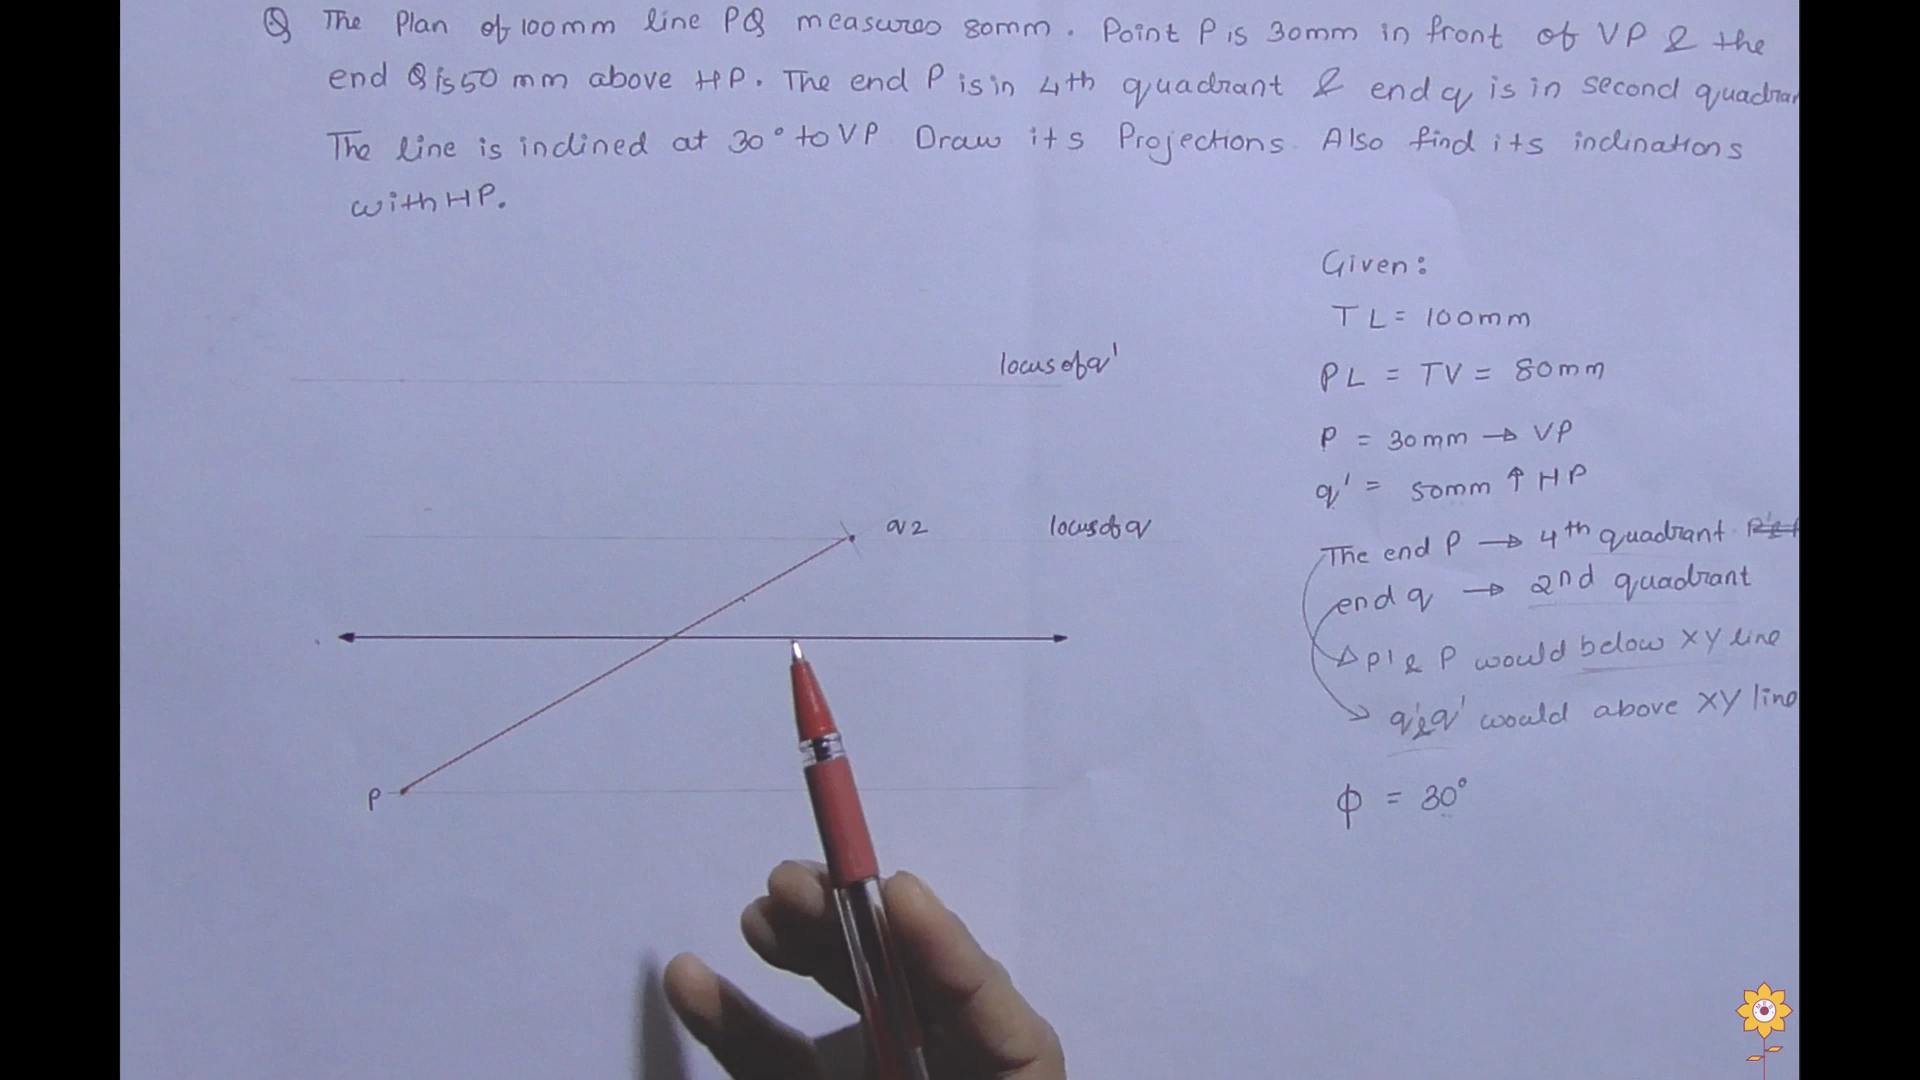 Q The Plan of 100mm line PQ measures 80mm. Point P is 30mm in front of VP & the
end Q is 50 mm above HP. The end P is in 4th quadrant & end q is in second
The line is inclined at 30° to VP Draw its Projections. Also find its inclinations
with HP.
Given:
TL = 100mm
locus of q'
PL = TV = 80mm
P = 30mm → VP
q' = 50mm ↑ HP
q2
locus of q
The end P → 4th quadrant
end q → 2nd quadrant
p' & P would below XY line
would above XY line
P
ϕ = 30°